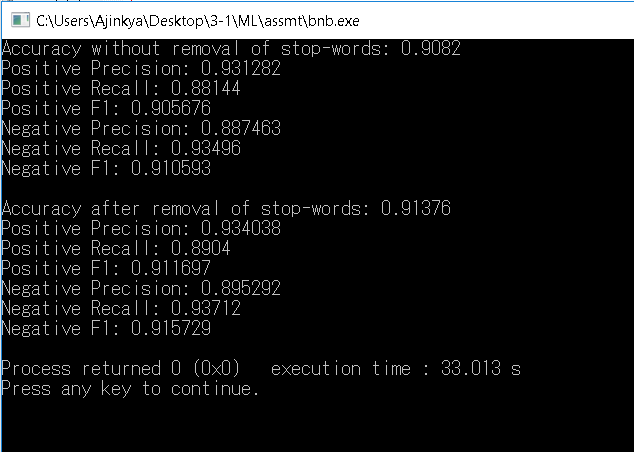 C:\Users\Ajinkya\Desktop\3-1\ML\assmt\bnb.exe
Accuracy without removal of stop-words: 0.9082
Positive Precision: 0.931282
Positive Recall: 0.88144
Positive F1: 0.905676
Negative Precision: 0.887463
Negative Recall: 0.93496
Negative F1: 0.910593
Accuracy after removal of stop-words: 0.91376
Positive Precision: 0.934038
Positive Recall: 0.8904
Positive F1: 0.911697
Negative Precision: 0.895292
Negative Recall: 0.93712
Negative F1: 0.915729
Process returned 0 (0x0)   execution time : 33.013 s
Press any key to continue.